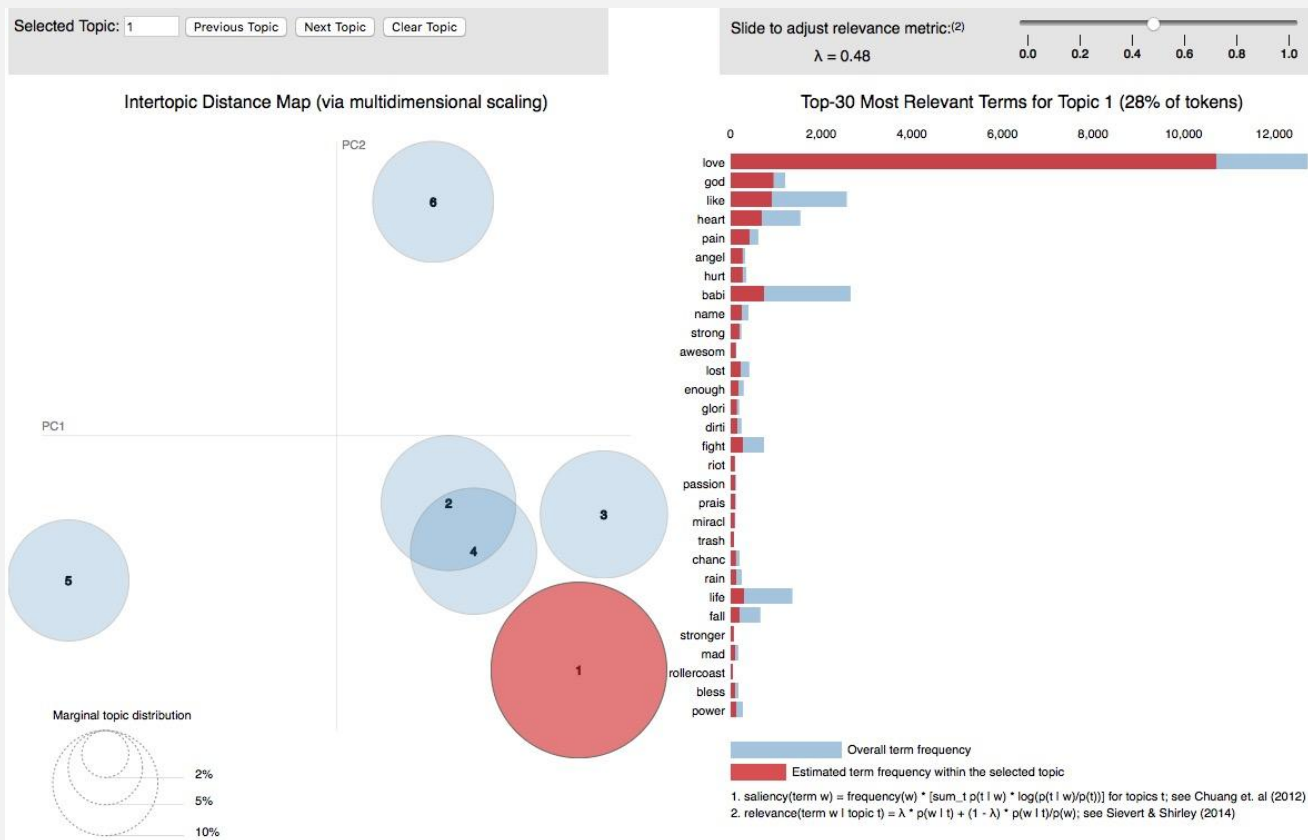 Selected Topic: 1 Previous Topic Next Topic Clear Topic
Slide to adjust relevance metric:(2)
λ = 0.48
0.0 0.2 0.4 0.6 0.8 1.0
Intertopic Distance Map (via multidimensional scaling)
PC2
PC1
6
2
4
3
5
1
Marginal topic distribution
2%
5%
10%
Top-30 Most Relevant Terms for Topic 1 (28% of tokens)
0 2,000 4,000 6,000 8,000 10,000 12,000
love
god
like
heart
pain
angel
hurt
babi
name
strong
awesom
lost
enough
glori
dirti
fight
riot
passion
prais
miracl
trash
chanc
rain
life
fall
stronger
mad
rollercoast
bless
power
Overall term frequency
Estimated term frequency within the selected topic
1. saliency(term w) = frequency(w) * [sum_t p(t | w) * log(p(t | w)/p(t))] for topics t; see Chuang et. al (2012)
2. relevance(term w | topic t) = λ * p(w | t) + (1 - λ) * p(w | t)/p(w); see Sievert & Shirley (2014)